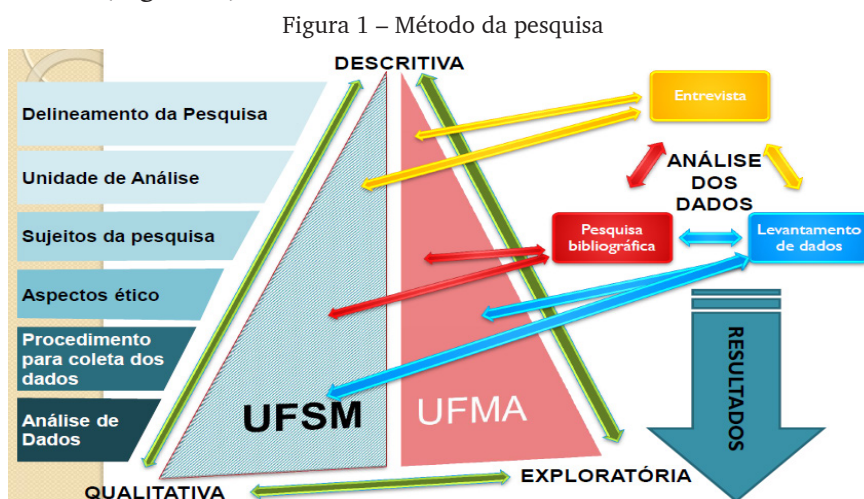 Figura 1 – Método da pesquisa
DESCRITIVA
Delineamento da Pesquisa
Unidade de Análise
Sujeitos da pesquisa
Aspectos ético
Procedimento
para coleta dos
dados
Análise de
Dados
UFSM
UFMA
QUALITATIVA
EXPLORATÓRIA
Entrevista
ANÁLISE
DOS
DADOS
Pesquisa
bibliográfica
Levantamento
de dados
RESULTADOS